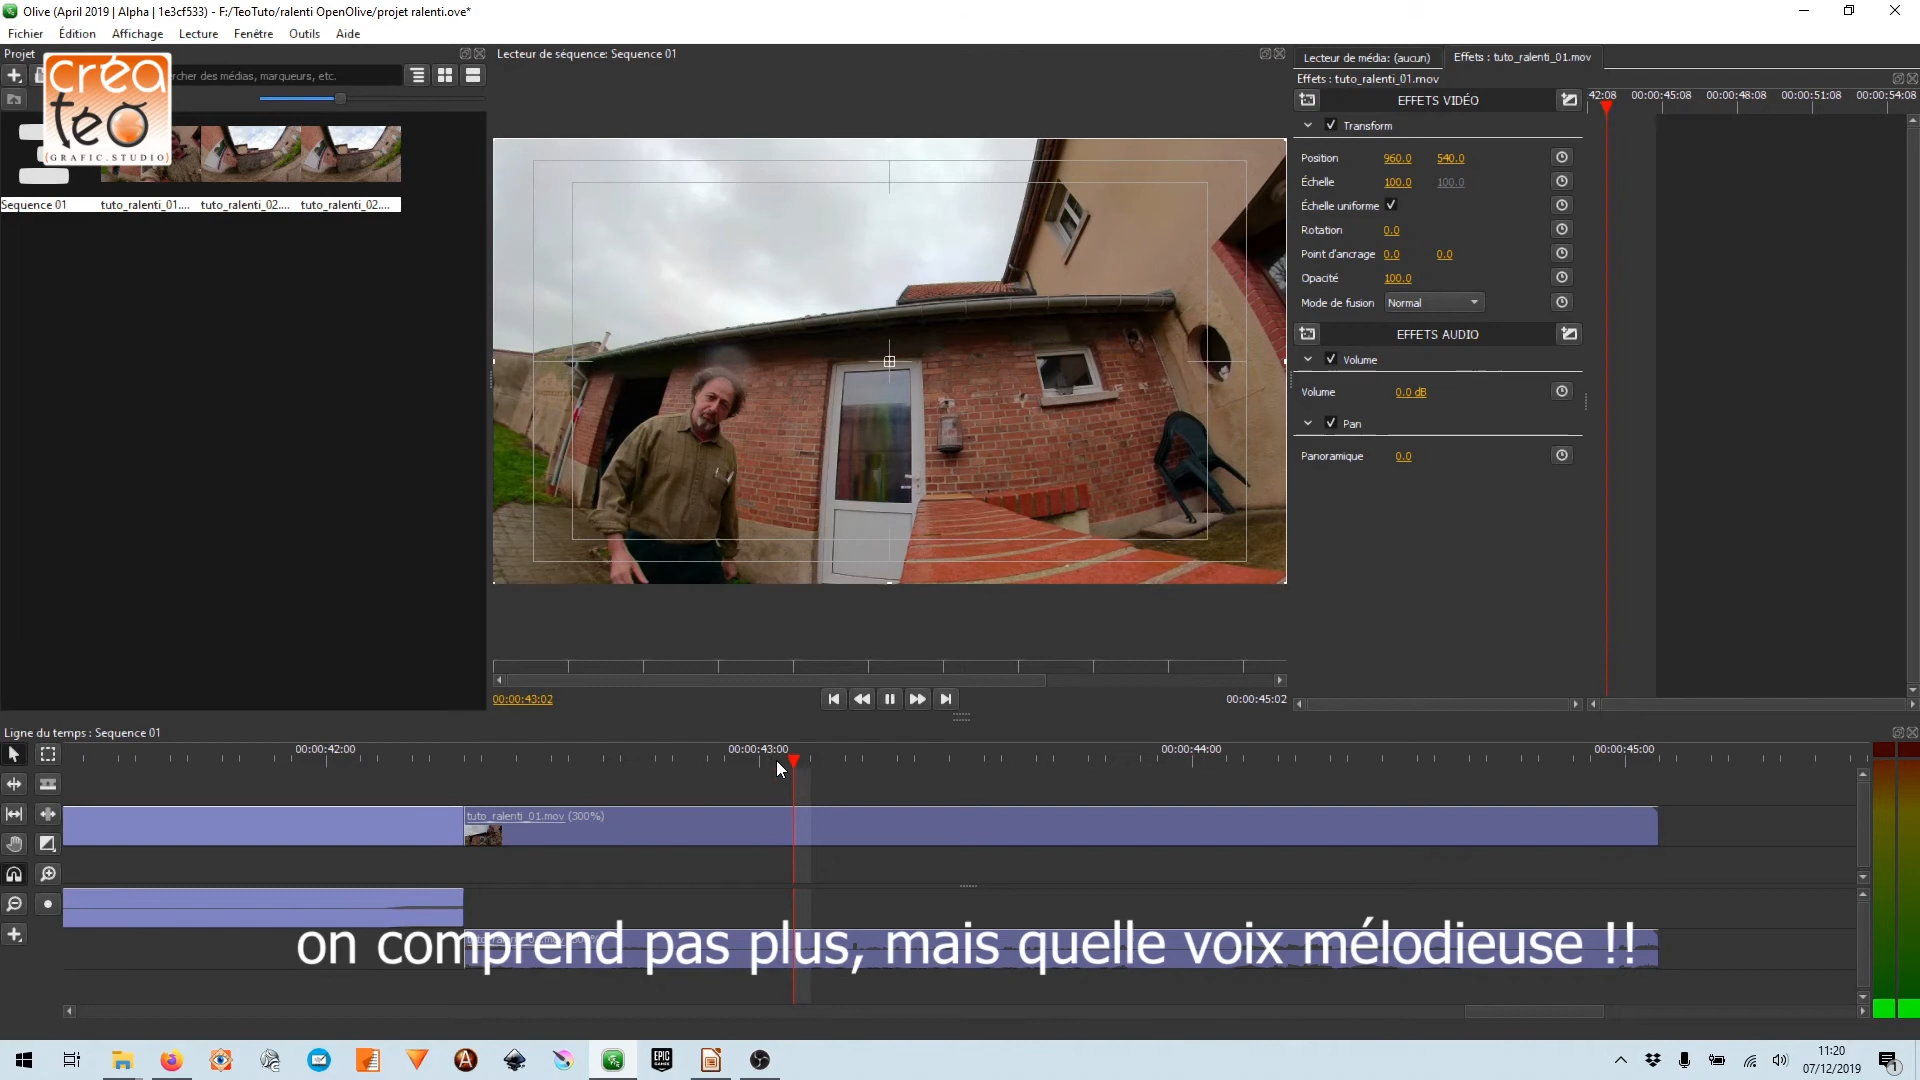 Olive (April 2019 | Alpha | 1e3cf533) - F:/TeoTuto/ralenti OpenOlive/projet ralenti.ove*
Fichier Édition Affichage Lecture Fenêtre Outils Aide
Projet
créa
teo
(GRAFIC.STUDIO)
cher des médias, marqueurs, etc.
Sequence 01 tuto_ralenti_01.... tuto_ralenti_02.... tuto_ralenti_02....
Lecteur de séquence: Sequence 01
00:00:43:02 00:00:45:02
Lecteur de média: (aucun) Effets : tuto_ralenti_01.mov
Effets : tuto_ralenti_01.mov
EFFETS VIDÉO
42:08 00:00:45:08 00:00:48:08 00:00:51:08 00:00:54:08
Transform
Position 960.0 540.0
Échelle 100.0 100.0
Échelle uniforme
Rotation 0.0
Point d'ancrage 0.0 0.0
Opacité 100.0
Mode de fusion Normal
EFFETS AUDIO
Volume
Volume 0.0 dB
Pan
Panoramique 0.0
Ligne du temps : Sequence 01
00:00:42:00 00:00:43:00 00:00:44:00 00:00:45:00
tuto_ralenti_01.mov (300%)
on comprend pas plus, mais quelle voix mélodieuse !!
EPIC GAMES
11:20
07/12/2019
1